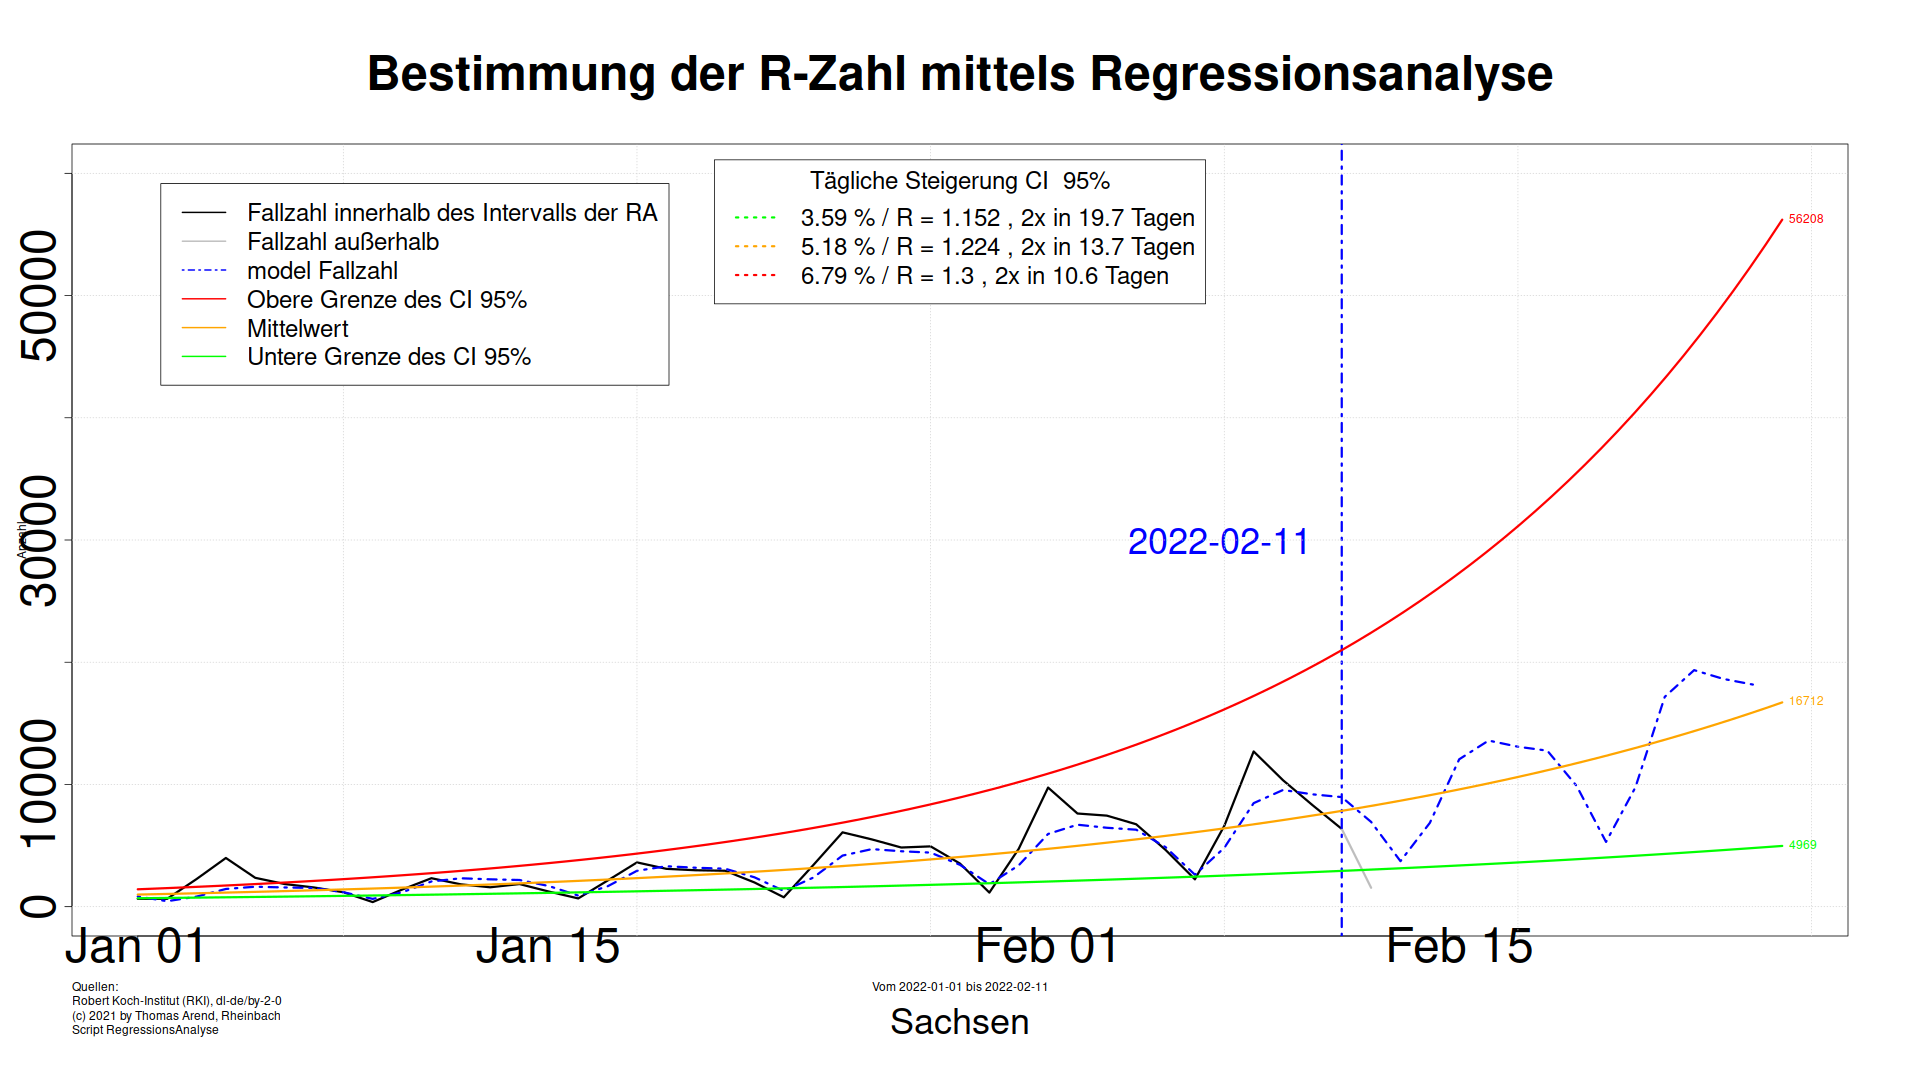 Bestimmung der R-Zahl mittels Regressionsanalyse
Fallzahl innerhalb des Intervalls der RA
Fallzahl außerhalb
model Fallzahl
Obere Grenze des CI 95%
Mittelwert
Untere Grenze des CI 95%
Tägliche Steigerung CI  95%
3.59 % / R = 1.152 , 2x in 19.7 Tagen
5.18 % / R = 1.224 , 2x in 13.7 Tagen
6.79 % / R = 1.3 , 2x in 10.6 Tagen
56208
2022-02-11
16712
4969
Anzahl
50000
30000
10000
0
Jan 01
Jan 15
Feb 01
Feb 15
Quellen:
Robert Koch-Institut (RKI), dl-de/by-2-0
(c) 2021 by Thomas Arend, Rheinbach
Script RegressionsAnalyse
Vom 2022-01-01 bis 2022-02-11
Sachsen